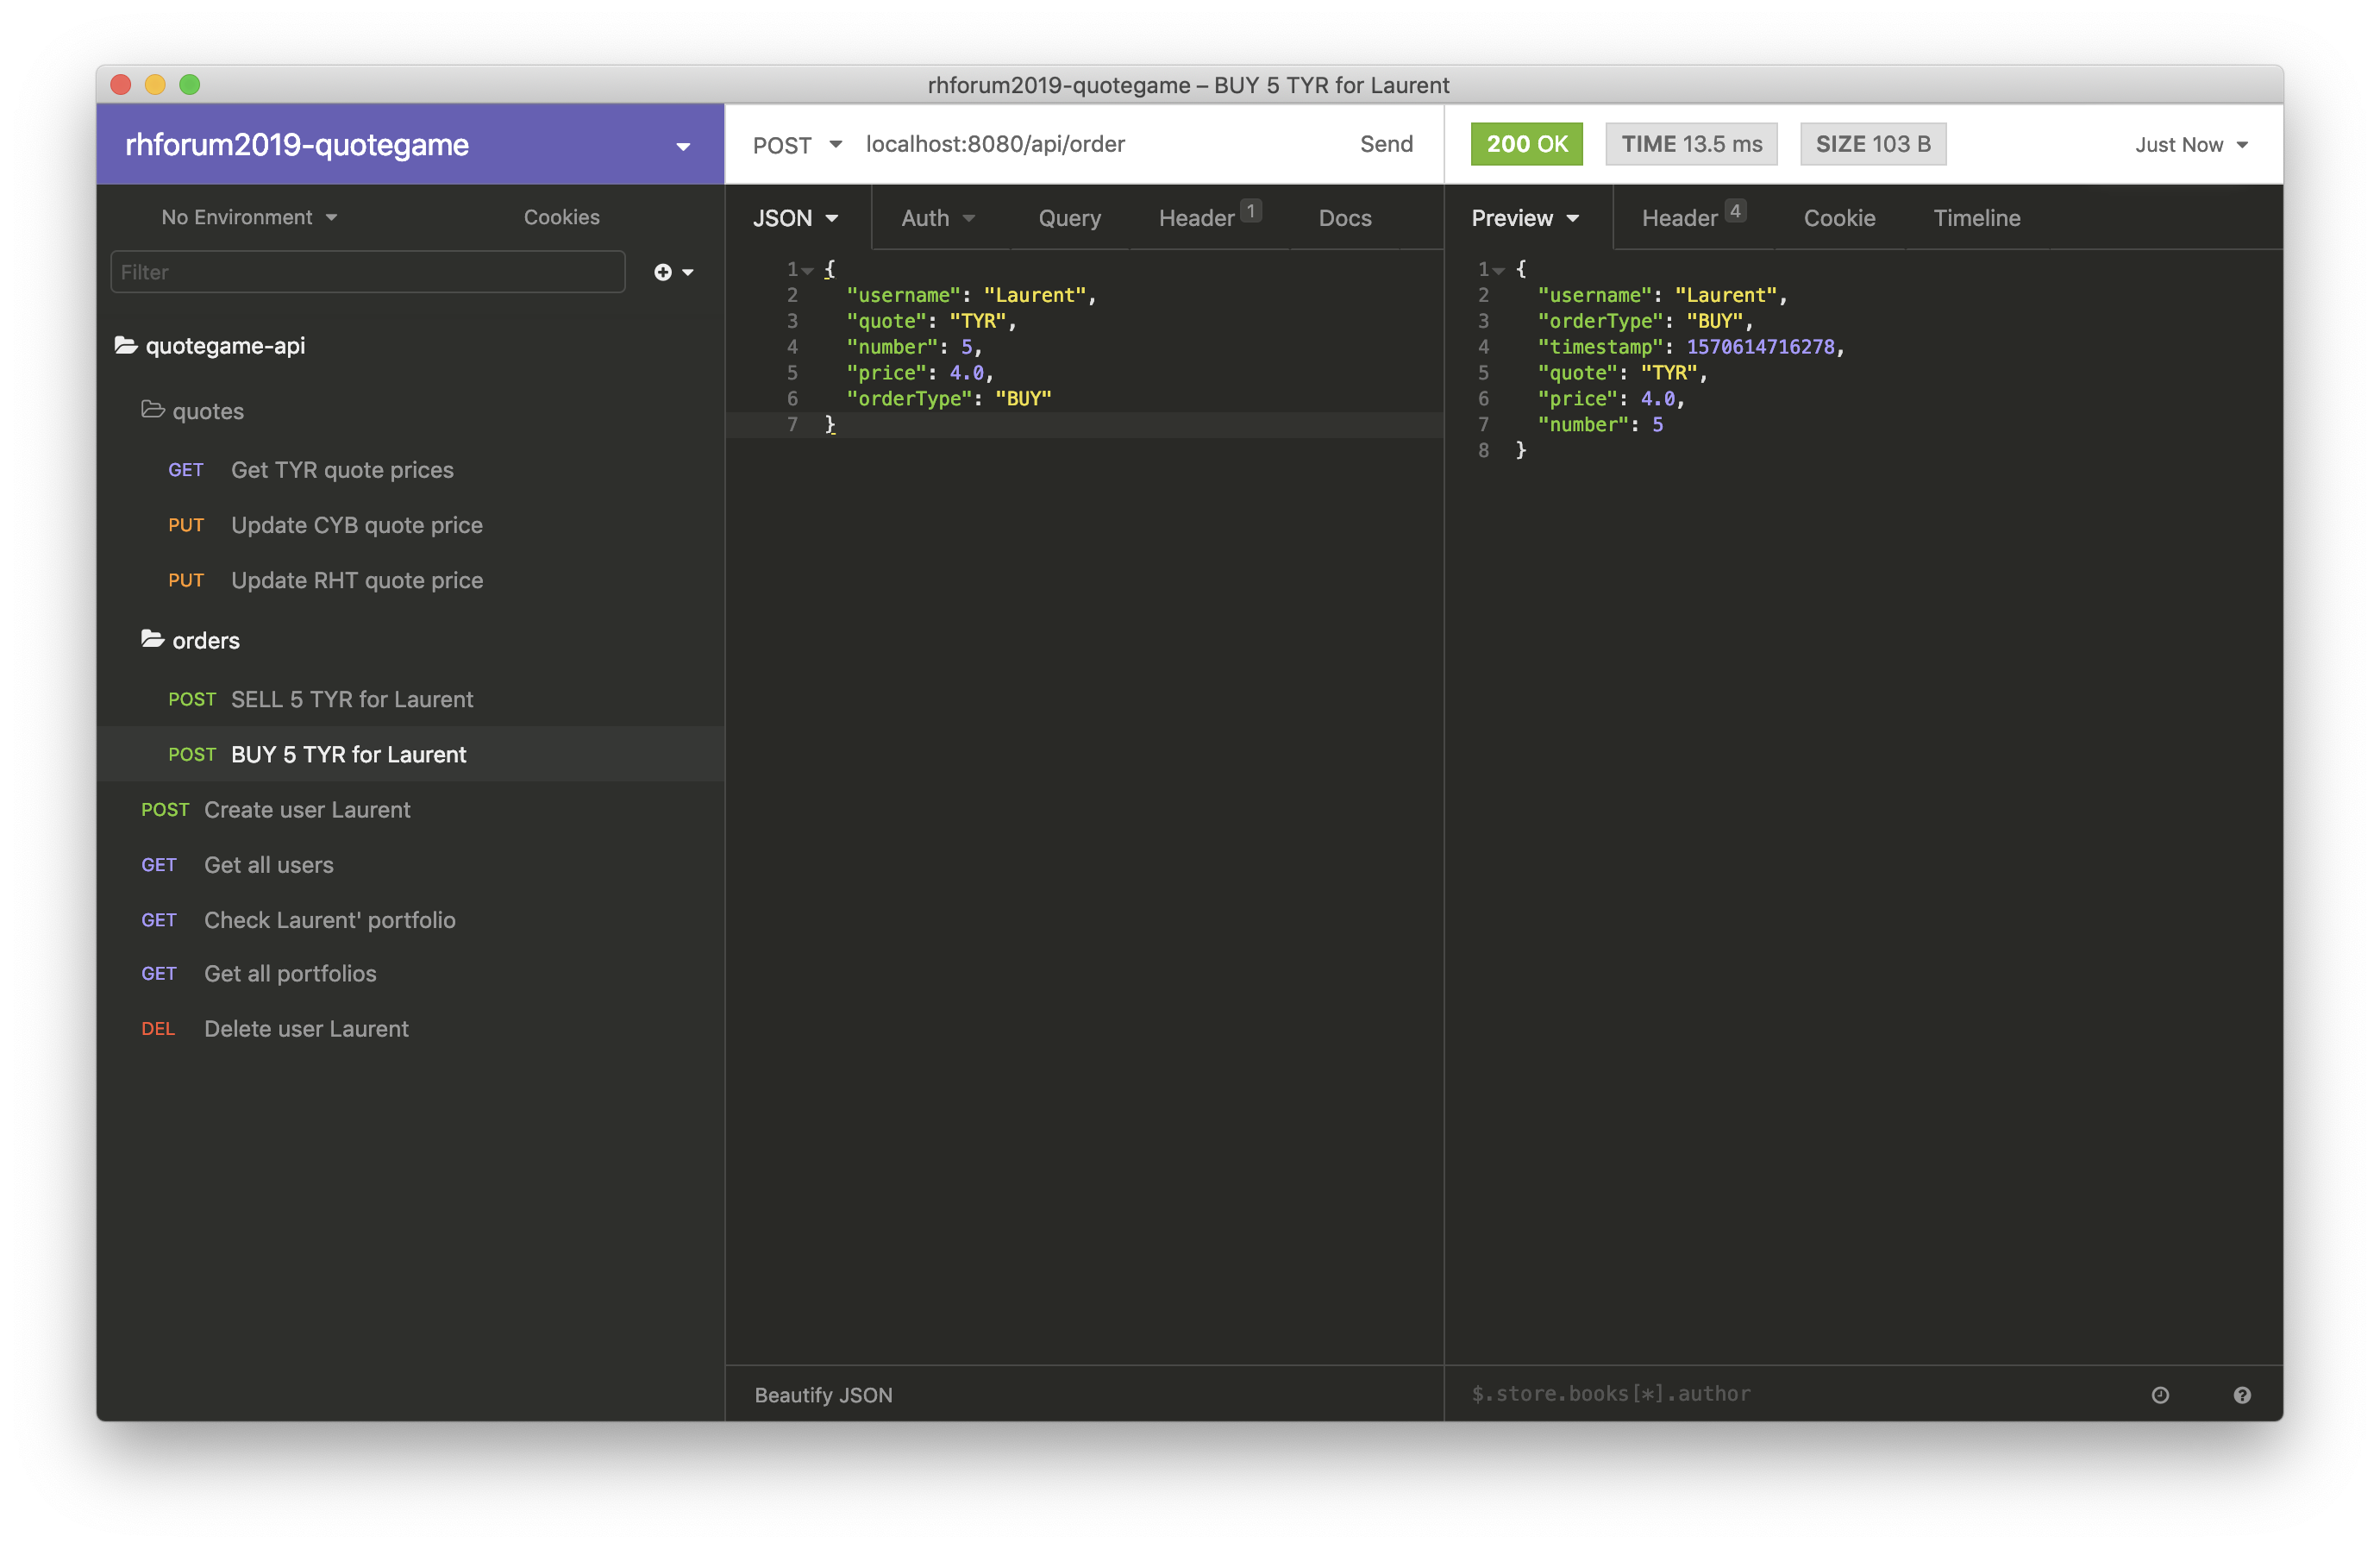 rhforum2019-quotegame – BUY 5 TYR for Laurent
rhforum2019-quotegame
No Environment Cookies
Filter
quotegame-api
quotes
GET Get TYR quote prices
PUT Update CYB quote price
PUT Update RHT quote price
orders
POST SELL 5 TYR for Laurent
POST BUY 5 TYR for Laurent
POST Create user Laurent
GET Get all users
GET Check Laurent' portfolio
GET Get all portfolios
DEL Delete user Laurent
POST localhost:8080/api/order Send
JSON Auth Query Header 1 Docs
1 {
2 "username": "Laurent",
3 "quote": "TYR",
4 "number": 5,
5 "price": 4.0,
6 "orderType": "BUY"
7 }
Beautify JSON
200 OK TIME 13.5 ms SIZE 103 B Just Now
Preview Header 4 Cookie Timeline
1 {
2 "username": "Laurent",
3 "orderType": "BUY",
4 "timestamp": 1570614716278,
5 "quote": "TYR",
6 "price": 4.0,
7 "number": 5
8 }
$.store.books[*].author